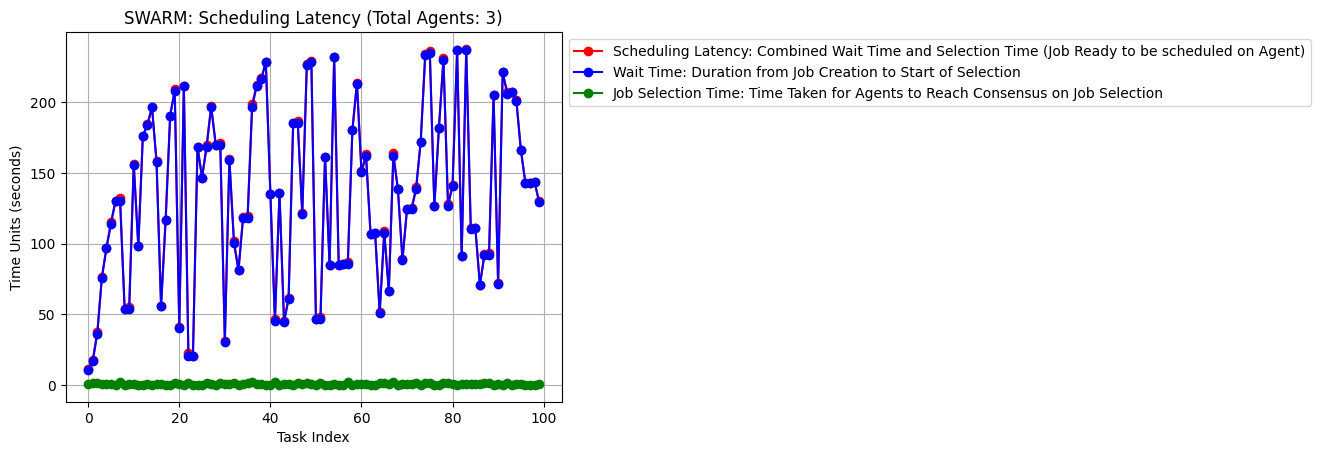 SWARM: Scheduling Latency (Total Agents: 3)
Scheduling Latency: Combined Wait Time and Selection Time (Job Ready to be scheduled on Agent)
Wait Time: Duration from Job Creation to Start of Selection
Job Selection Time: Time Taken for Agents to Reach Consensus on Job Selection
Time Units (seconds)
200
150
100
50
0
0 20 40 60 80 100
Task Index